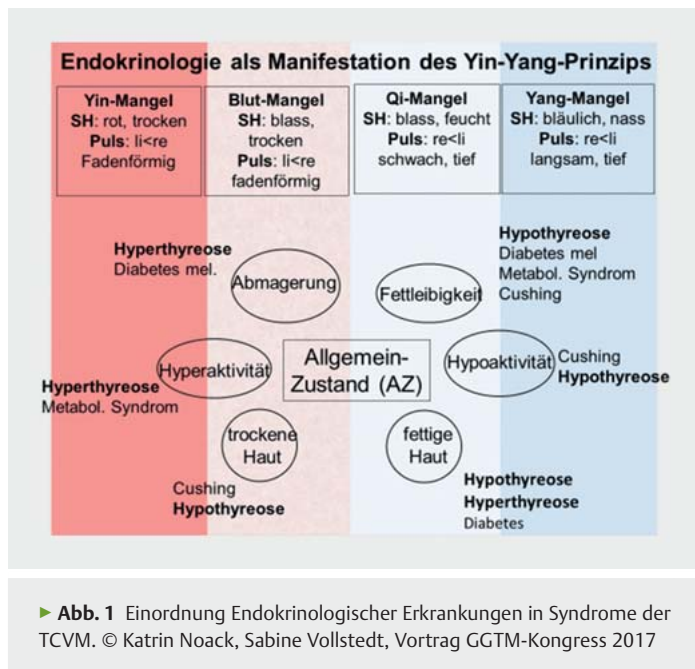 Endokrinologie als Manifestation des Yin-Yang-Prinzips
Yin-Mangel
SH: rot, trocken
Puls: li<re
Fadenförmig
Blut-Mangel
SH: blass,
trocken
Puls: li<re
fadenförmig
Qi-Mangel
SH: blass, feucht
Puls: re<li
schwach, tief
Yang-Mangel
SH: bläulich, nass
Puls: re<li
langsam, tief
Hyperthyreose
Diabetes mel.
Abmagerung
Fettleibigkeit
Hypothyreose
Diabetes mel
Metabol. Syndrom
Cushing
Hyperaktivität
Allgemein-
Zustand (AZ)
Hypoaktivität
Cushing
Hypothyreose
Hyperthyreose
Metabol. Syndrom
trockene
Haut
fettige
Haut
Cushing
Hypothyreose
Hypothyreose
Hyperthyreose
Diabetes
► Abb. 1 Einordnung Endokrinologischer Erkrankungen in Syndrome der
TCVM. © Katrin Noack, Sabine Vollstedt, Vortrag GGTM-Kongress 2017